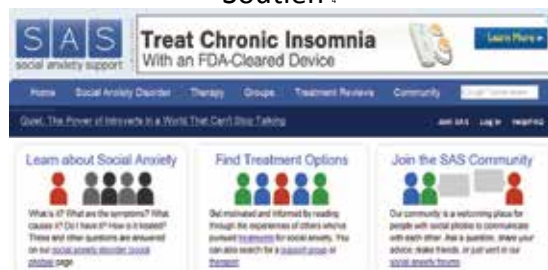 Soutien
SAS
social anxiety support
Treat Chronic Insomnia
With an FDA-Cleared Device
Learn More
Home Social Anxiety Disorder Therapy Groups Treatment Reviews Community
Quiet, The Power of Introverts in a World That Can't Stop Talking
Join SAS Log In Help/FAQ
Learn about Social Anxiety
Find Treatment Options
Join the SAS Community
What is it? What are the symptoms? What
causes it? Do I have it? How is it treated?
These and other questions are answered
on our social anxiety disorder (social
phobia) page.
Get motivated and informed by reading
through the experiences of others who've
pursued treatments for social anxiety. You
can also search for a support group or
therapist.
Our community is a welcoming place for
people with social phobias to communicate
with each other. Ask a question, share your
advice, make friends, or just vent in our
social anxiety forums.